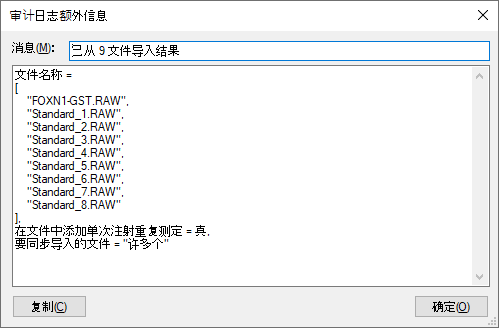 审计日志额外信息
消息(M):
已从 9 文件导入结果
文件名称 =
[
"FOXN1-GST.RAW",
"Standard_1.RAW",
"Standard_2.RAW",
"Standard_3.RAW",
"Standard_4.RAW",
"Standard_5.RAW",
"Standard_6.RAW",
"Standard_7.RAW",
"Standard_8.RAW"
],
在文件中添加单次注射重复测定 = 真,
要同步导入的文件 = "许多个"
复制(C)
确定(O)